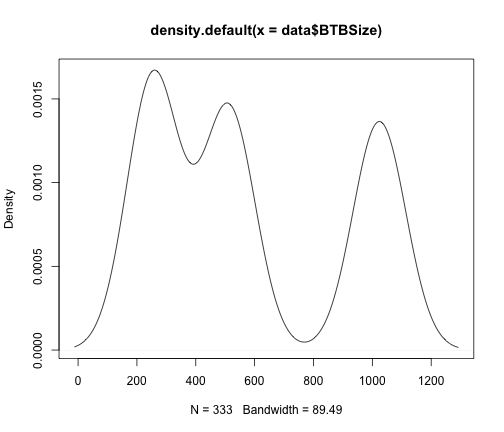 density.default(x = data$BTBSize)
Density
0.0015
0.0010
0.0005
0.0000
0 200 400 600 800 1000 1200
N = 333 Bandwidth = 89.49